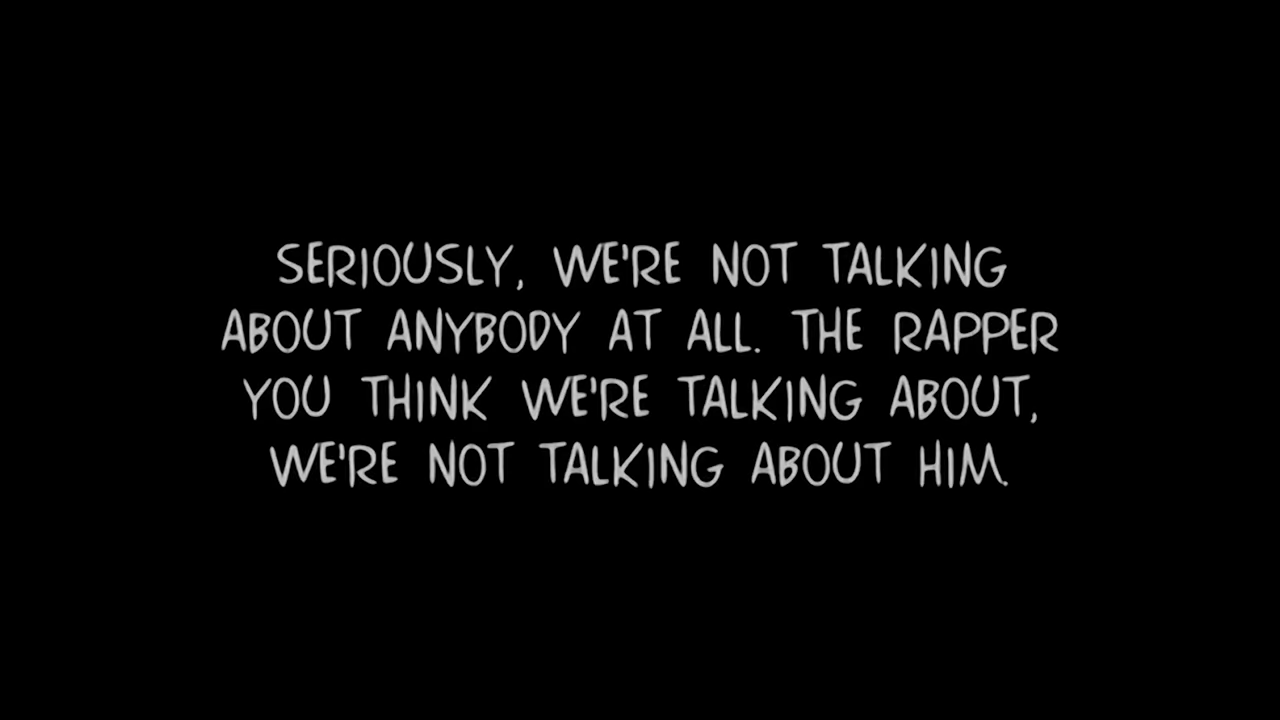 SERIOUSLY, WE'RE NOT TALKING
ABOUT ANYBODY AT ALL. THE RAPPER
YOU THINK WE'RE TALKING ABOUT,
WE'RE NOT TALKING ABOUT HIM.